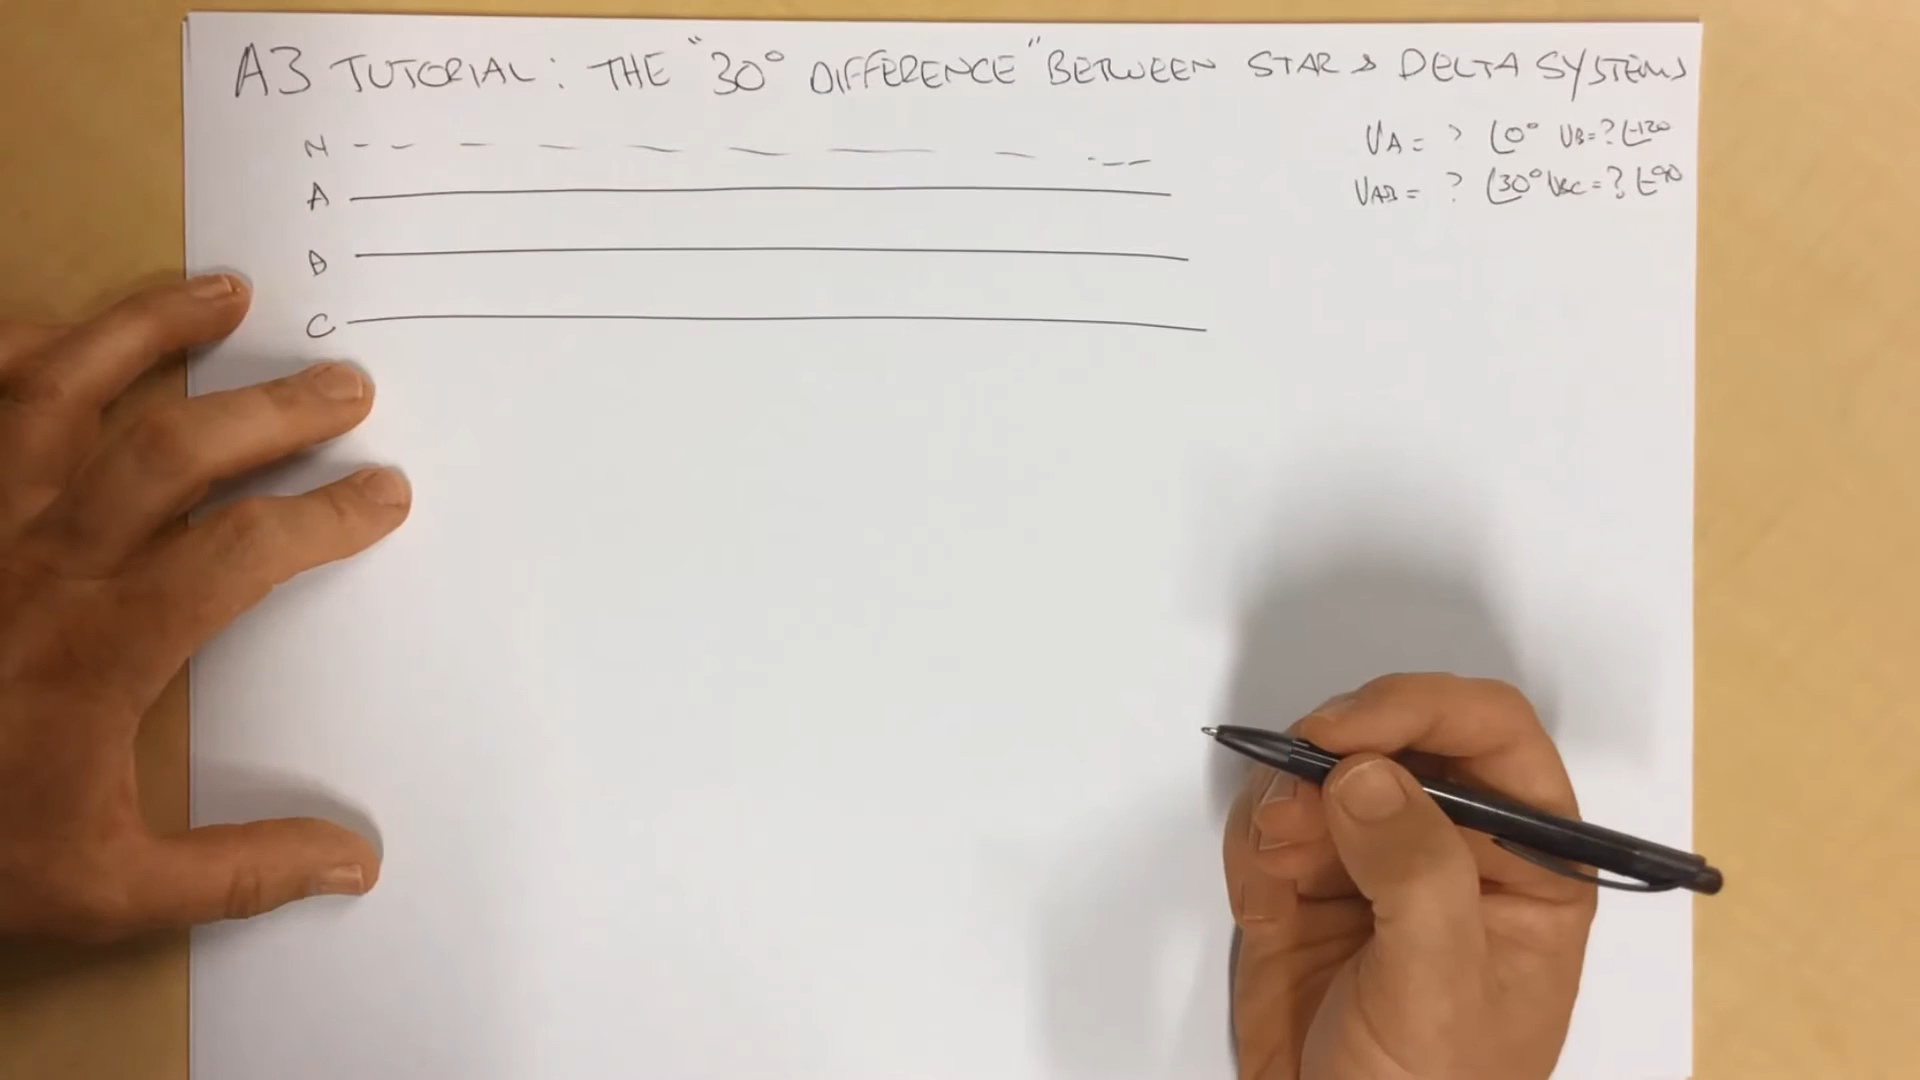 A3 TUTORIAL: THE "30° DIFFERENCE" BETWEEN STAR & DELTA SYSTEMS
VA = ? ∠0° VB = ? ∠-120
VAB = ? ∠30° VBC = ? ∠-90
N
A
B
C